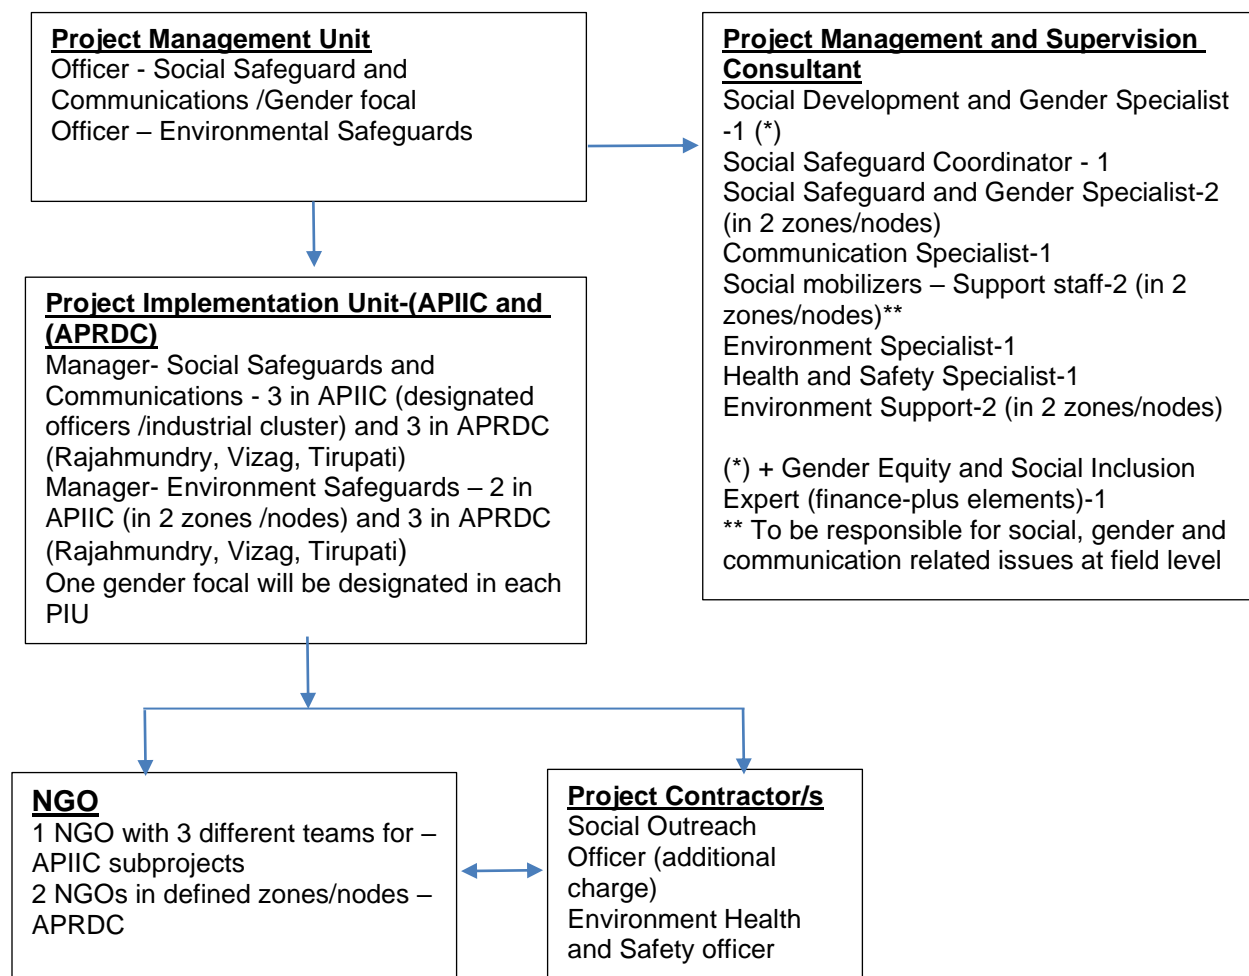 Project Management Unit
Officer - Social Safeguard and
Communications /Gender focal
Officer – Environmental Safeguards
Project Management and Supervision
Consultant
Social Development and Gender Specialist
-1 (*)
Social Safeguard Coordinator - 1
Social Safeguard and Gender Specialist-2
(in 2 zones/nodes)
Communication Specialist-1
Social mobilizers – Support staff-2 (in 2
zones/nodes)**
Environment Specialist-1
Health and Safety Specialist-1
Environment Support-2 (in 2 zones/nodes)
(*) + Gender Equity and Social Inclusion
Expert (finance-plus elements)-1
** To be responsible for social, gender and
communication related issues at field level
Project Implementation Unit-(APIIC and
(APRDC)
Manager- Social Safeguards and
Communications - 3 in APIIC (designated
officers /industrial cluster) and 3 in APRDC
(Rajahmundry, Vizag, Tirupati)
Manager- Environment Safeguards – 2 in
APIIC (in 2 zones /nodes) and 3 in APRDC
(Rajahmundry, Vizag, Tirupati)
One gender focal will be designated in each
PIU
NGO
1 NGO with 3 different teams for –
APIIC subprojects
2 NGOs in defined zones/nodes –
APRDC
Project Contractor/s
Social Outreach
Officer (additional
charge)
Environment Health
and Safety officer